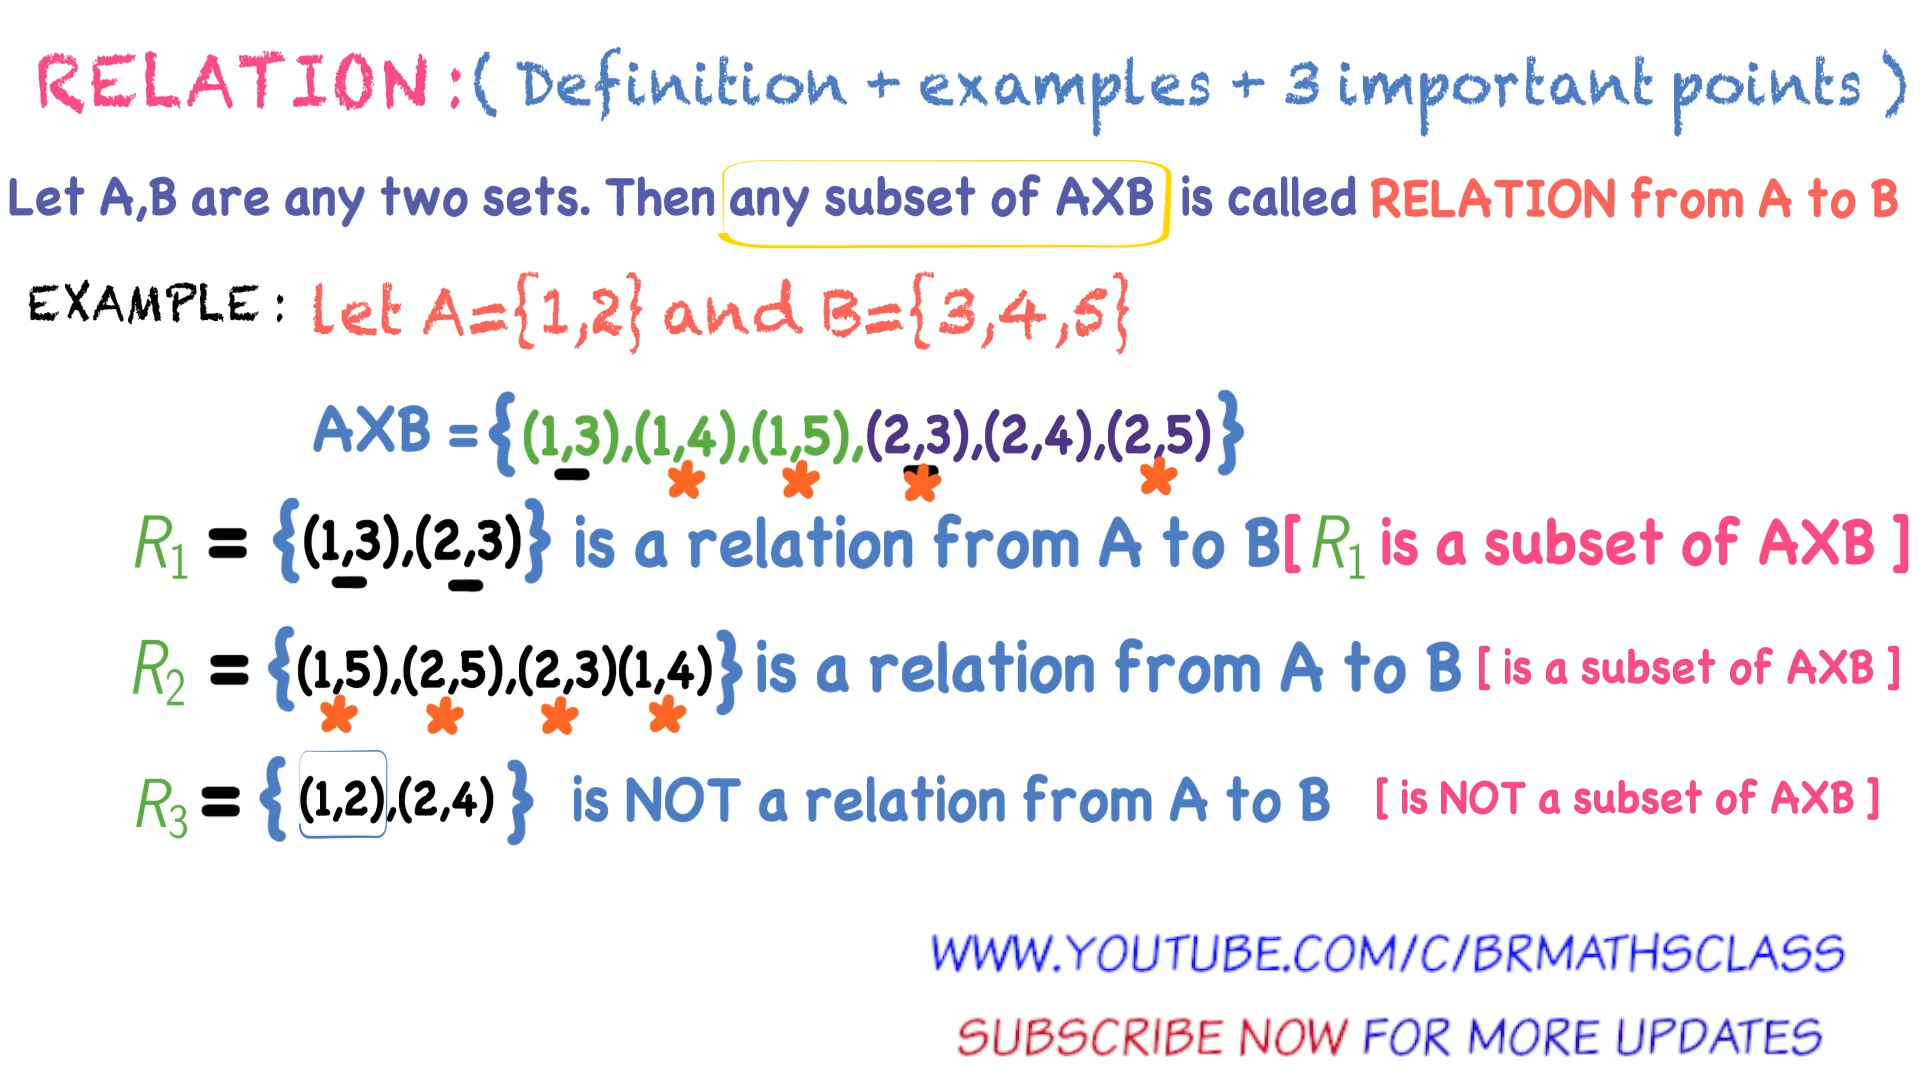 RELATION :( Definition + examples + 3 important points )
Let A,B are any two sets. Then any subset of AXB is called RELATION from A to B
EXAMPLE : let A={1,2} and B={3,4,5}
AXB = {(1,3),(1,4),(1,5),(2,3),(2,4),(2,5)}
R₁ = {(1,3),(2,3)} is a relation from A to B[ R₁ is a subset of AXB ]
R₂ = {(1,5),(2,5),(2,3)(1,4)} is a relation from A to B [ is a subset of AXB ]
R₃ = { (1,2),(2,4) } is NOT a relation from A to B [ is NOT a subset of AXB ]
WWW.YOUTUBE.COM/C/BRMATHSCLASS
SUBSCRIBE NOW FOR MORE UPDATES